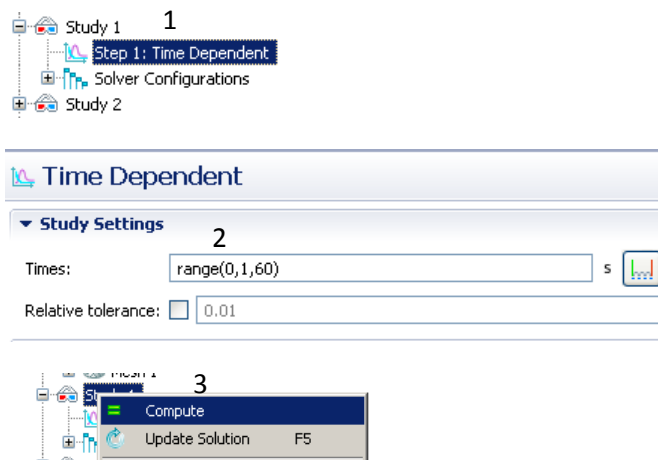 Study 1 1
Step 1: Time Dependent
Solver Configurations
Study 2
Time Dependent
Study Settings
2
Times: range(0,1,60) s
Relative tolerance: 0.01
3
Compute
Update Solution F5